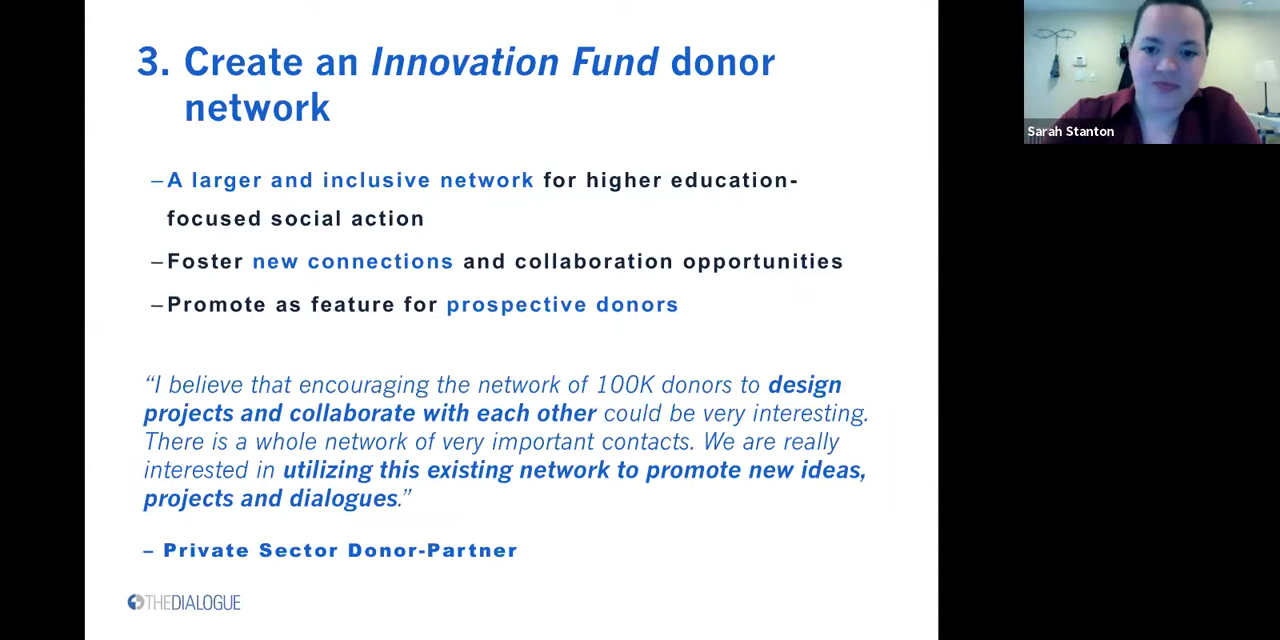 3. Create an Innovation Fund donor
network
–A larger and inclusive network for higher education-
focused social action
–Foster new connections and collaboration opportunities
–Promote as feature for prospective donors
“I believe that encouraging the network of 100K donors to design
projects and collaborate with each other could be very interesting.
There is a whole network of very important contacts. We are really
interested in utilizing this existing network to promote new ideas,
projects and dialogues.”
– Private Sector Donor-Partner
THEDIALOGUE
Sarah Stanton